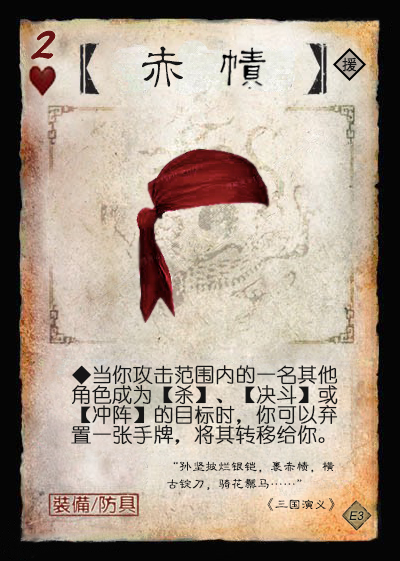 2
赤帻
援
◆当你攻击范围内的一名其他
角色成为【杀】、【决斗】或
【冲阵】的目标时，你可以弃
置一张手牌，将其转移给你。
“孙坚披烂银铠，裹赤帻，横
古锭刀，骑花鬃马……”
《三国演义》
裝備/防具
E3